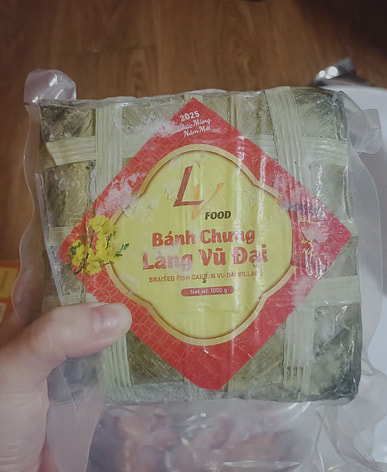 2025
Chúc Mừng
Năm Mới
LV
FOOD
Bánh Chưng
Làng Vũ Đại
BRAISED FISH CAKE IN VU DAI VILLAGE
Net wt: 1000 g